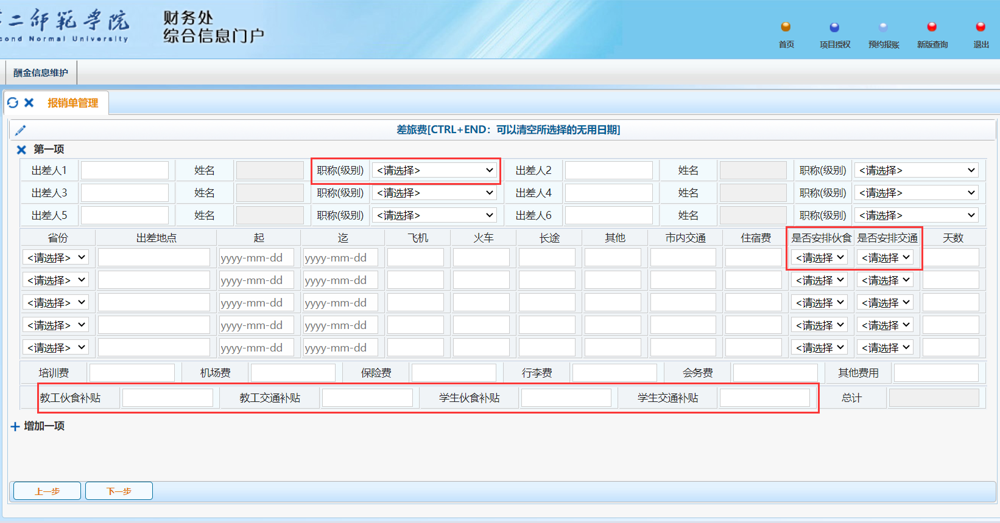 二师范学院
财务处
cond Normal University
综合信息门户
首页 项目授权 预约报账 新版查询 退出
酬金信息维护
报销单管理
差旅费[CTRL+END：可以清空所选择的无用日期]
第一项
出差人1 姓名 职称(级别) <请选择> 出差人2 姓名 职称(级别) <请选择>
出差人3 姓名 职称(级别) <请选择> 出差人4 姓名 职称(级别) <请选择>
出差人5 姓名 职称(级别) <请选择> 出差人6 姓名 职称(级别) <请选择>
省份 出差地点 起 迄 飞机 火车 长途 其他 市内交通 住宿费 是否安排伙食 是否安排交通 天数
<请选择> yyyy-mm-dd yyyy-mm-dd <请选择 <请选择
<请选择> yyyy-mm-dd yyyy-mm-dd <请选择 <请选择
<请选择> yyyy-mm-dd yyyy-mm-dd <请选择 <请选择
<请选择> yyyy-mm-dd yyyy-mm-dd <请选择 <请选择
<请选择> yyyy-mm-dd yyyy-mm-dd <请选择 <请选择
培训费 机场费 保险费 行李费 会务费 其他费用
教工伙食补贴 教工交通补贴 学生伙食补贴 学生交通补贴 总计
增加一项
上一步 下一步